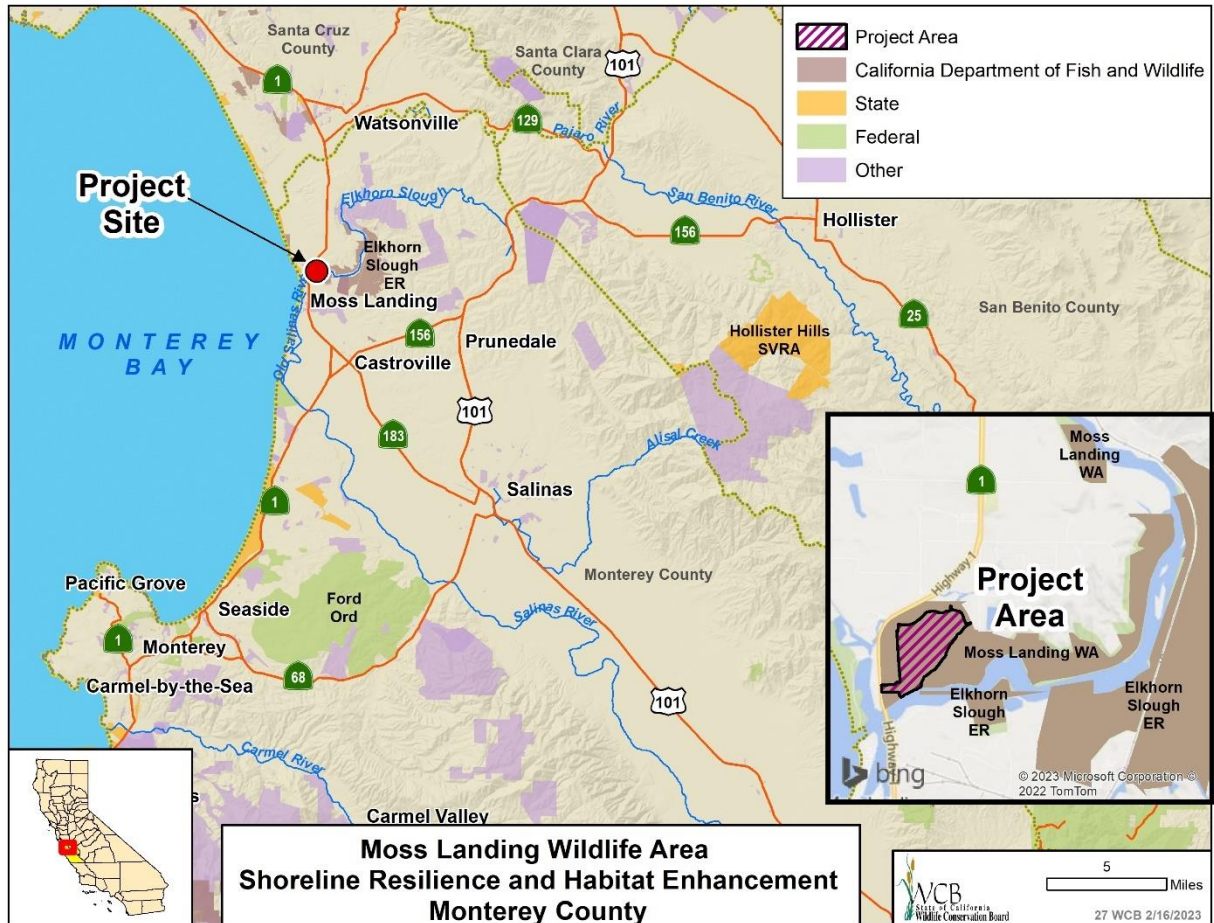 Santa Cruz
County
Santa Clara
County
101
1
Watsonville
129
Pajaro River
Project
Site
Elkhorn Slough
San Benito River
Hollister
156
Elkhorn
Slough
ER
Moss Landing
Old Salinas
San Benito County
25
MONTEREY
BAY
156
Prunedale
Castroville
Hollister Hills
SVRA
101
183
Alisal Creek
1
Salinas
Monterey County
Pacific Grove
Seaside
Ford
Ord
Salinas River
1
Monterey
68
Carmel-by-the-Sea
101
Carmel River
Carmel Valley
Project Area
California Department of Fish and Wildlife
State
Federal
Other
Moss
Landing
WA
1
Highway 1
Project
Area
Moss Landing WA
Elkhorn
Slough
ER
Elkhorn
Slough
ER
Highway
bing
© 2023 Microsoft Corporation ©
2022 TomTom
Moss Landing Wildlife Area
Shoreline Resilience and Habitat Enhancement
Monterey County
WCB
State of California
Wildlife Conservation Board
5
Miles
27 WCB 2/16/2023